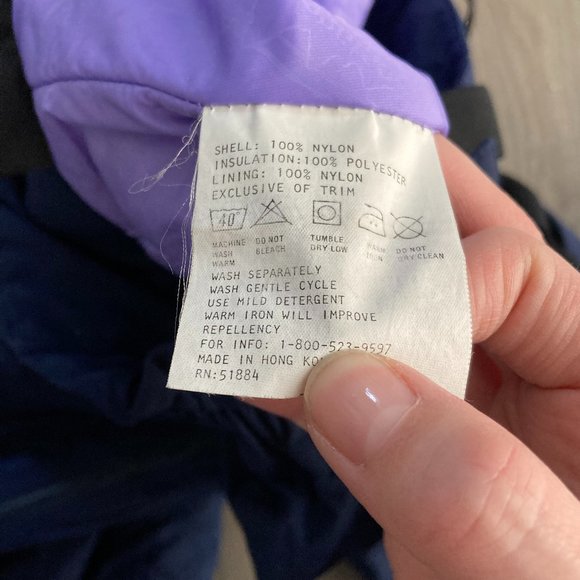 SHELL: 100% NYLON
INSULATION:100% POLYESTER
LINING: 100% NYLON
EXCLUSIVE OF TRIM
40°
MACHINE WASH WARM
DO NOT BLEACH
TUMBLE DRY LOW
WARM IRON
DO NOT DRY CLEAN
WASH SEPARATELY
WASH GENTLE CYCLE
USE MILD DETERGENT
WARM IRON WILL IMPROVE
REPELLENCY
FOR INFO: 1-800-523-9597
MADE IN HONG
RN:51884